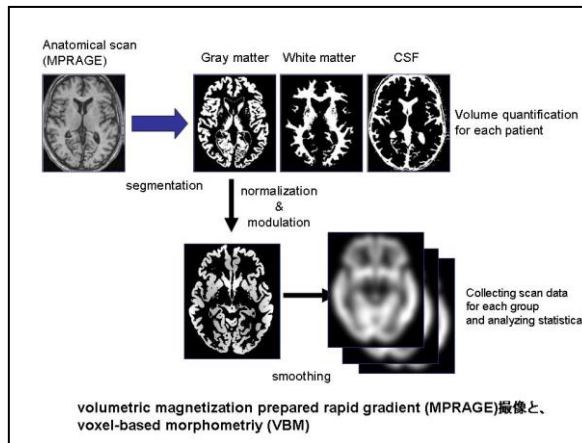 Anatomical scan
(MPRAGE)
Gray matter
White matter
CSF
Volume quantification
for each patient
segmentation
normalization
&
modulation
Collecting scan data
for each group
and analyzing statistica
smoothing
volumetric magnetization prepared rapid gradient (MPRAGE)撮像と、
voxel-based morphometriy (VBM)